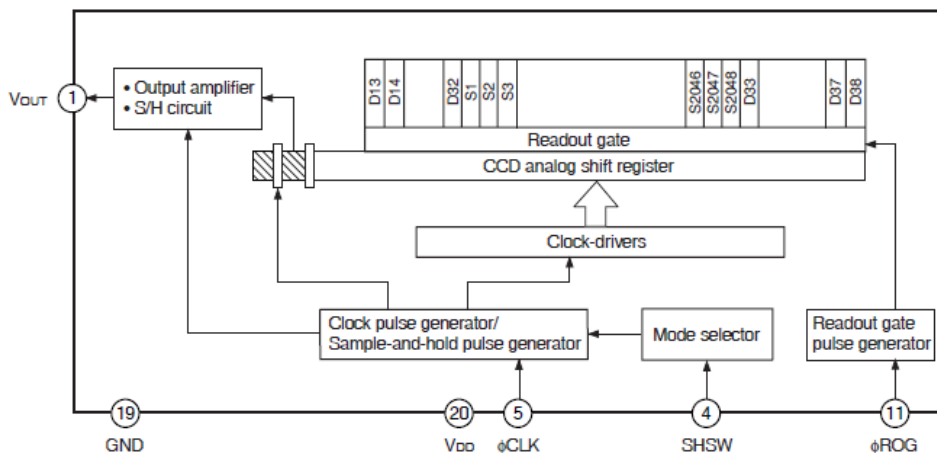 D13
D14
D32
S1
S2
S3
S2046
S2047
S2048
D33
D37
D38
VOUT 1
• Output amplifier
• S/H circuit
Readout gate
CCD analog shift register
Clock-drivers
Clock pulse generator/
Sample-and-hold pulse generator
Mode selector
Readout gate
pulse generator
19
20
5
4
11
GND
VDD
ϕCLK
SHSW
ϕROG